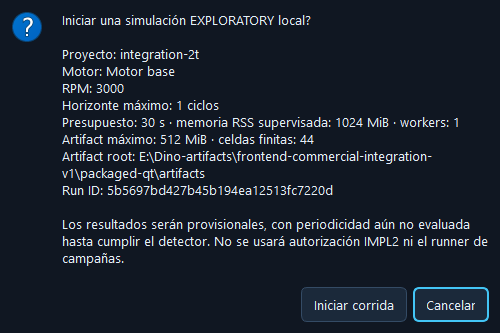 Iniciar una simulación EXPLORATORY local?
Proyecto: integration-2t
Motor: Motor base
RPM: 3000
Horizonte máximo: 1 ciclos
Presupuesto: 30 s · memoria RSS supervisada: 1024 MiB · workers: 1
Artifact máximo: 512 MiB · celdas finitas: 44
Artifact root: E:\Dino-artifacts\frontend-commercial-integration-
v1\packaged-qt\artifacts
Run ID: 5b5697bd427b45b194ea12513fc7220d
Los resultados serán provisionales, con periodicidad aún no evaluada
hasta cumplir el detector. No se usará autorización IMPL2 ni el runner de
campañas.
Iniciar corrida
Cancelar